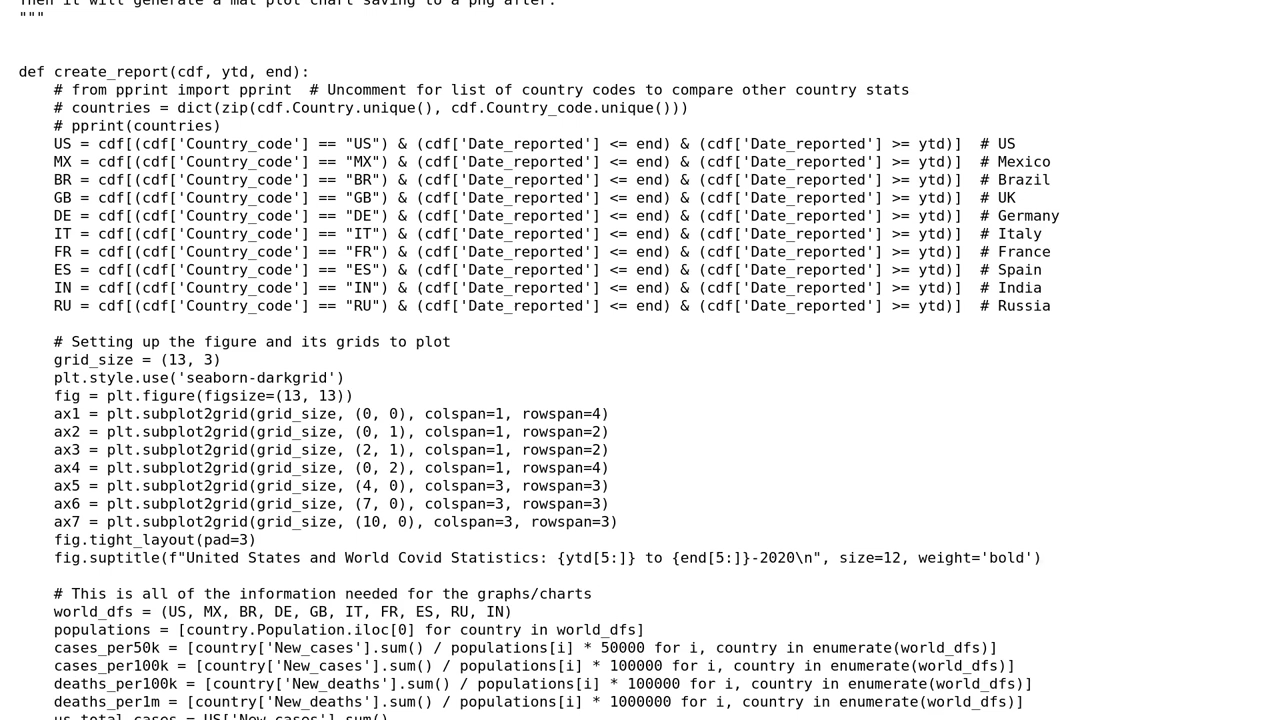 Then it will generate a mat plot chart saving to a png after.
"""
def create_report(cdf, ytd, end):
    # from pprint import pprint  # Uncomment for list of country codes to compare other country stats
    # countries = dict(zip(cdf.Country.unique(), cdf.Country_code.unique()))
    # pprint(countries)
    US = cdf[(cdf['Country_code'] == "US") & (cdf['Date_reported'] <= end) & (cdf['Date_reported'] >= ytd)]  # US
    MX = cdf[(cdf['Country_code'] == "MX") & (cdf['Date_reported'] <= end) & (cdf['Date_reported'] >= ytd)]  # Mexico
    BR = cdf[(cdf['Country_code'] == "BR") & (cdf['Date_reported'] <= end) & (cdf['Date_reported'] >= ytd)]  # Brazil
    GB = cdf[(cdf['Country_code'] == "GB") & (cdf['Date_reported'] <= end) & (cdf['Date_reported'] >= ytd)]  # UK
    DE = cdf[(cdf['Country_code'] == "DE") & (cdf['Date_reported'] <= end) & (cdf['Date_reported'] >= ytd)]  # Germany
    IT = cdf[(cdf['Country_code'] == "IT") & (cdf['Date_reported'] <= end) & (cdf['Date_reported'] >= ytd)]  # Italy
    FR = cdf[(cdf['Country_code'] == "FR") & (cdf['Date_reported'] <= end) & (cdf['Date_reported'] >= ytd)]  # France
    ES = cdf[(cdf['Country_code'] == "ES") & (cdf['Date_reported'] <= end) & (cdf['Date_reported'] >= ytd)]  # Spain
    IN = cdf[(cdf['Country_code'] == "IN") & (cdf['Date_reported'] <= end) & (cdf['Date_reported'] >= ytd)]  # India
    RU = cdf[(cdf['Country_code'] == "RU") & (cdf['Date_reported'] <= end) & (cdf['Date_reported'] >= ytd)]  # Russia
    # Setting up the figure and its grids to plot
    grid_size = (13, 3)
    plt.style.use('seaborn-darkgrid')
    fig = plt.figure(figsize=(13, 13))
    ax1 = plt.subplot2grid(grid_size, (0, 0), colspan=1, rowspan=4)
    ax2 = plt.subplot2grid(grid_size, (0, 1), colspan=1, rowspan=2)
    ax3 = plt.subplot2grid(grid_size, (2, 1), colspan=1, rowspan=2)
    ax4 = plt.subplot2grid(grid_size, (0, 2), colspan=1, rowspan=4)
    ax5 = plt.subplot2grid(grid_size, (4, 0), colspan=3, rowspan=3)
    ax6 = plt.subplot2grid(grid_size, (7, 0), colspan=3, rowspan=3)
    ax7 = plt.subplot2grid(grid_size, (10, 0), colspan=3, rowspan=3)
    fig.tight_layout(pad=3)
    fig.suptitle(f"United States and World Covid Statistics: {ytd[5:]} to {end[5:]}-2020\n", size=12, weight='bold')
    # This is all of the information needed for the graphs/charts
    world_dfs = (US, MX, BR, DE, GB, IT, FR, ES, RU, IN)
    populations = [country.Population.iloc[0] for country in world_dfs]
    cases_per50k = [country['New_cases'].sum() / populations[i] * 50000 for i, country in enumerate(world_dfs)]
    cases_per100k = [country['New_cases'].sum() / populations[i] * 100000 for i, country in enumerate(world_dfs)]
    deaths_per100k = [country['New_deaths'].sum() / populations[i] * 100000 for i, country in enumerate(world_dfs)]
    deaths_per1m = [country['New_deaths'].sum() / populations[i] * 1000000 for i, country in enumerate(world_dfs)]
    us_total_cases = US['New_cases'].sum()